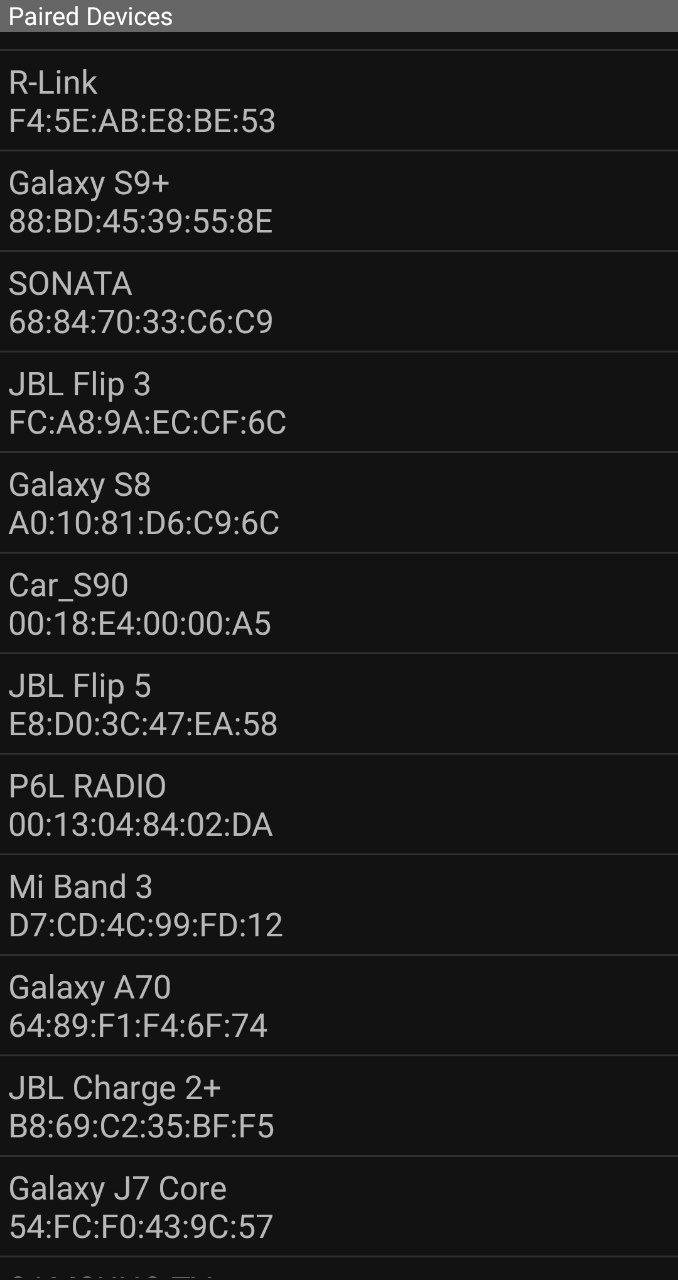 Paired Devices
R-Link
F4:5E:AB:E8:BE:53
Galaxy S9+
88:BD:45:39:55:8E
SONATA
68:84:70:33:C6:C9
JBL Flip 3
FC:A8:9A:EC:CF:6C
Galaxy S8
A0:10:81:D6:C9:6C
Car_S90
00:18:E4:00:00:A5
JBL Flip 5
E8:D0:3C:47:EA:58
P6L RADIO
00:13:04:84:02:DA
Mi Band 3
D7:CD:4C:99:FD:12
Galaxy A70
64:89:F1:F4:6F:74
JBL Charge 2+
B8:69:C2:35:BF:F5
Galaxy J7 Core
54:FC:F0:43:9C:57